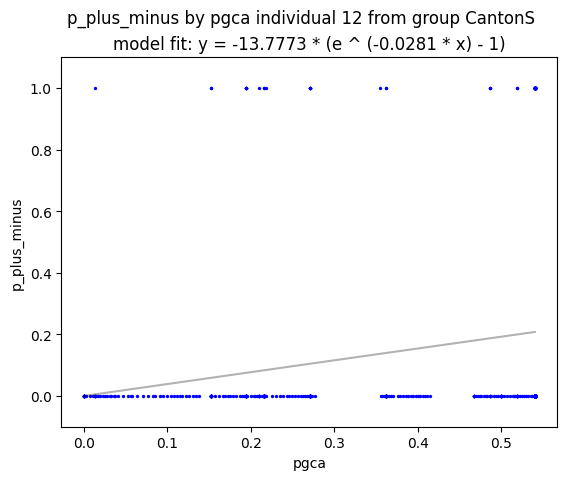 p_plus_minus by pgca individual 12 from group CantonS
model fit: y = -13.7773 * (e ^ (-0.0281 * x) - 1)
1.0
0.8
0.6
0.4
0.2
0.0
p_plus_minus
0.0 0.1 0.2 0.3 0.4 0.5
pgca